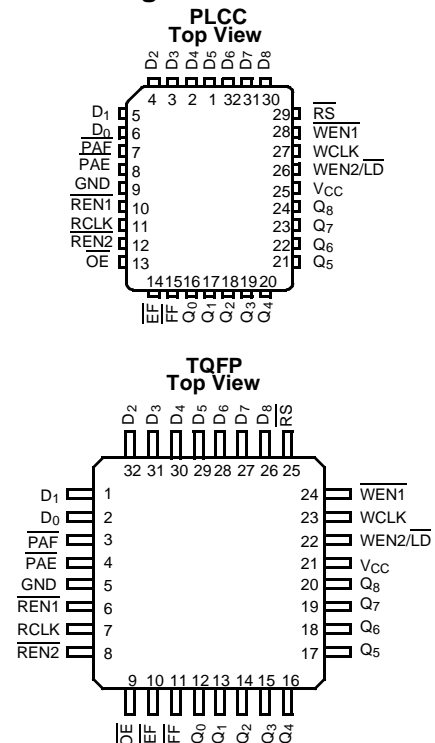 PLCC
Top View
D2 D3 D4 D5 D6 D7 D8
4 3 2 1 32 31 30
D1 5
D0 6
PAF 7
PAE 8
GND 9
REN1 10
RCLK 11
REN2 12
OE 13
29 RS
28 WEN1
27 WCLK
26 WEN2/LD
25 VCC
24 Q8
23 Q7
22 Q6
21 Q5
14 15 16 17 18 19 20
EF FF Q0 Q1 Q2 Q3 Q4
TQFP
Top View
D2 D3 D4 D5 D6 D7 D8 RS
32 31 30 29 28 27 26 25
D1 1
D0 2
PAF 3
PAE 4
GND 5
REN1 6
RCLK 7
REN2 8
24 WEN1
23 WCLK
22 WEN2/LD
21 VCC
20 Q8
19 Q7
18 Q6
17 Q5
9 10 11 12 13 14 15 16
OE EF FF Q0 Q1 Q2 Q3 Q4